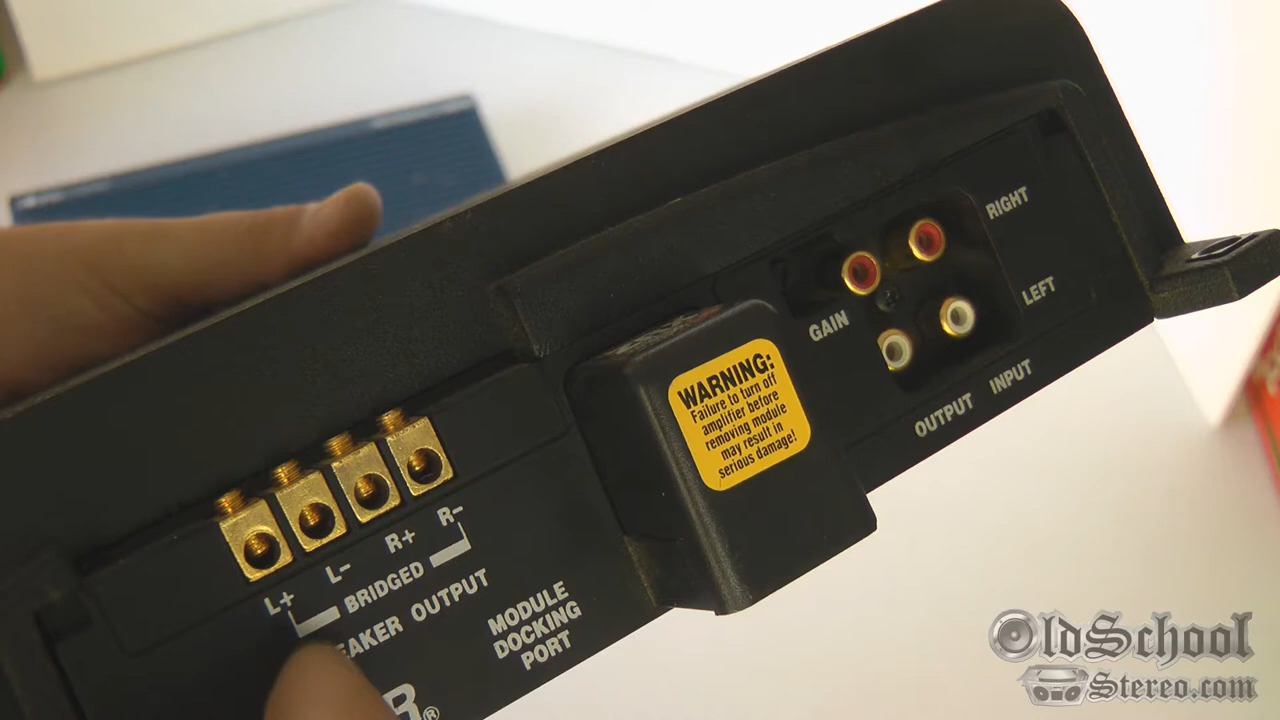 RIGHT
LEFT
GAIN
OUTPUT INPUT
WARNING:
Failure to turn off
amplifier before
removing module
may result in
serious damage!
L+ L- R+ R-
BRIDGED
EAKER OUTPUT
MODULE
DOCKING
PORT
R®
OldSchool
Stereo.com